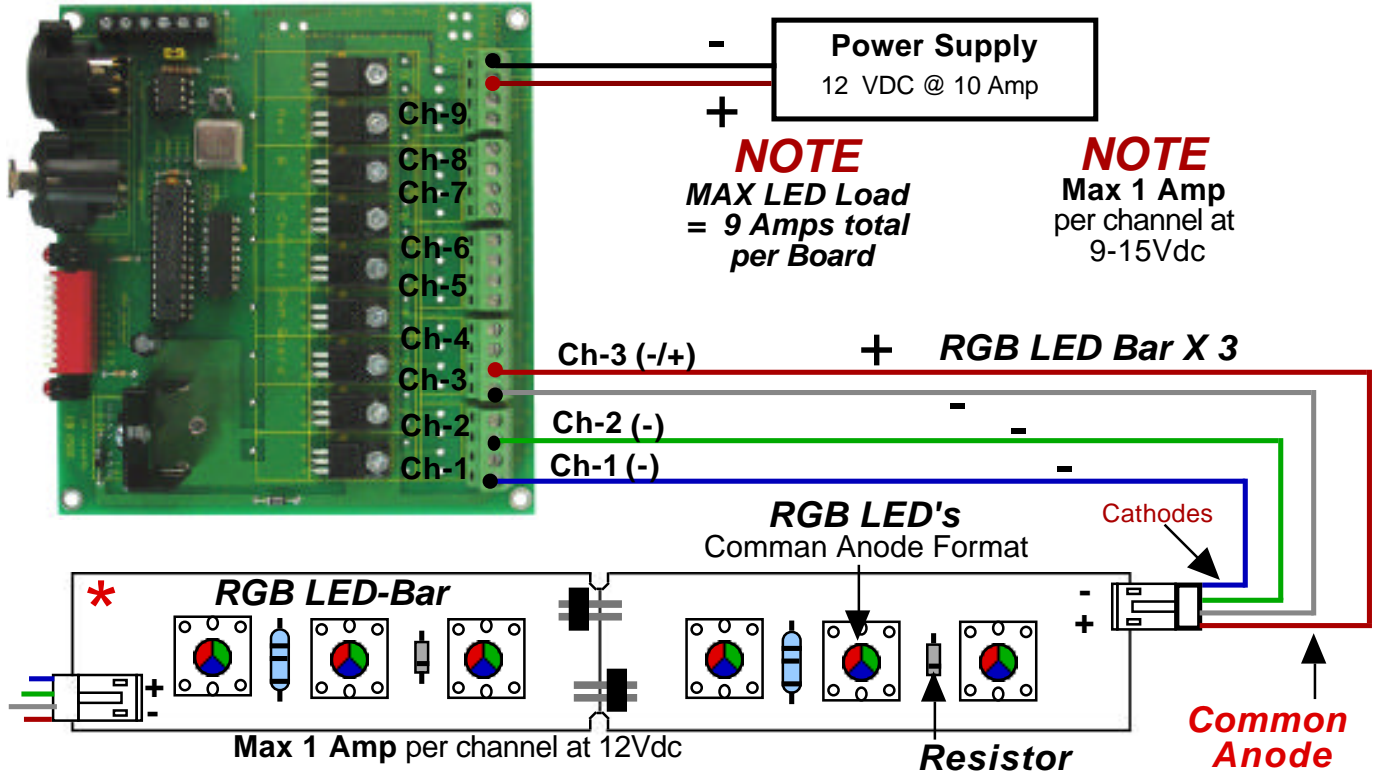 -
Power Supply
12 VDC @ 10 Amp
+
Ch-9
Ch-8
Ch-7
Ch-6
Ch-5
Ch-4
Ch-3
Ch-2
Ch-1
NOTE
MAX LED Load
= 9 Amps total
per Board
NOTE
Max 1 Amp
per channel at
9-15Vdc
Ch-3 (-/+)
+
RGB LED Bar X 3
-
Ch-2 (-)
-
Ch-1 (-)
-
RGB LED's
Comman Anode Format
Cathodes
*
RGB LED-Bar
-
+
+
-
Max 1 Amp per channel at 12Vdc
Resistor
Common
Anode